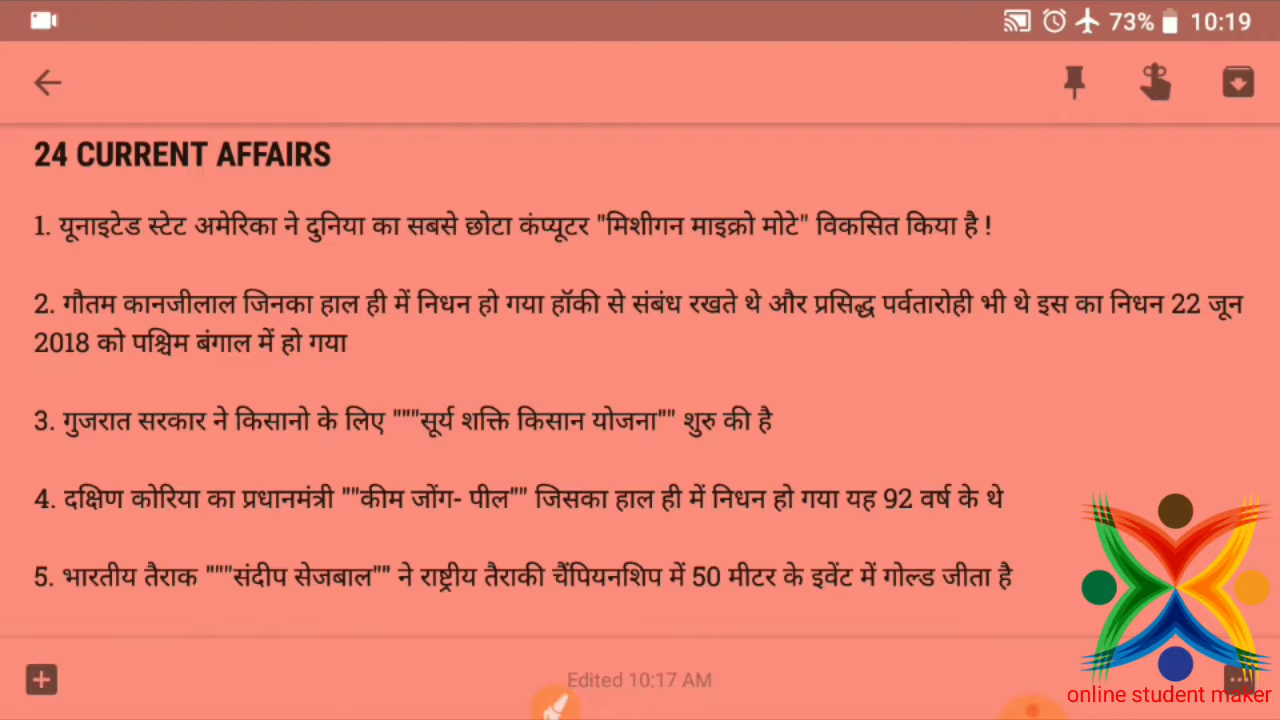 73% 10:19
24 CURRENT AFFAIRS
1. यूनाइटेड स्टेट अमेरिका ने दुनिया का सबसे छोटा कंप्यूटर "मिशीगन माइक्रो मोटे" विकसित किया है !
2. गौतम कानजीलाल जिनका हाल ही में निधन हो गया हॉकी से संबंध रखते थे और प्रसिद्ध पर्वतारोही भी थे इस का निधन 22 जून
2018 को पश्चिम बंगाल में हो गया
3. गुजरात सरकार ने किसानो के लिए """सूर्य शक्ति किसान योजना"" शुरु की है
4. दक्षिण कोरिया का प्रधानमंत्री ""कीम जोंग- पील"" जिसका हाल ही में निधन हो गया यह 92 वर्ष के थे
5. भारतीय तैराक """संदीप सेजबाल"" ने राष्ट्रीय तैराकी चैंपियनशिप में 50 मीटर के इवेंट में गोल्ड जीता है
Edited 10:17 AM
online student maker